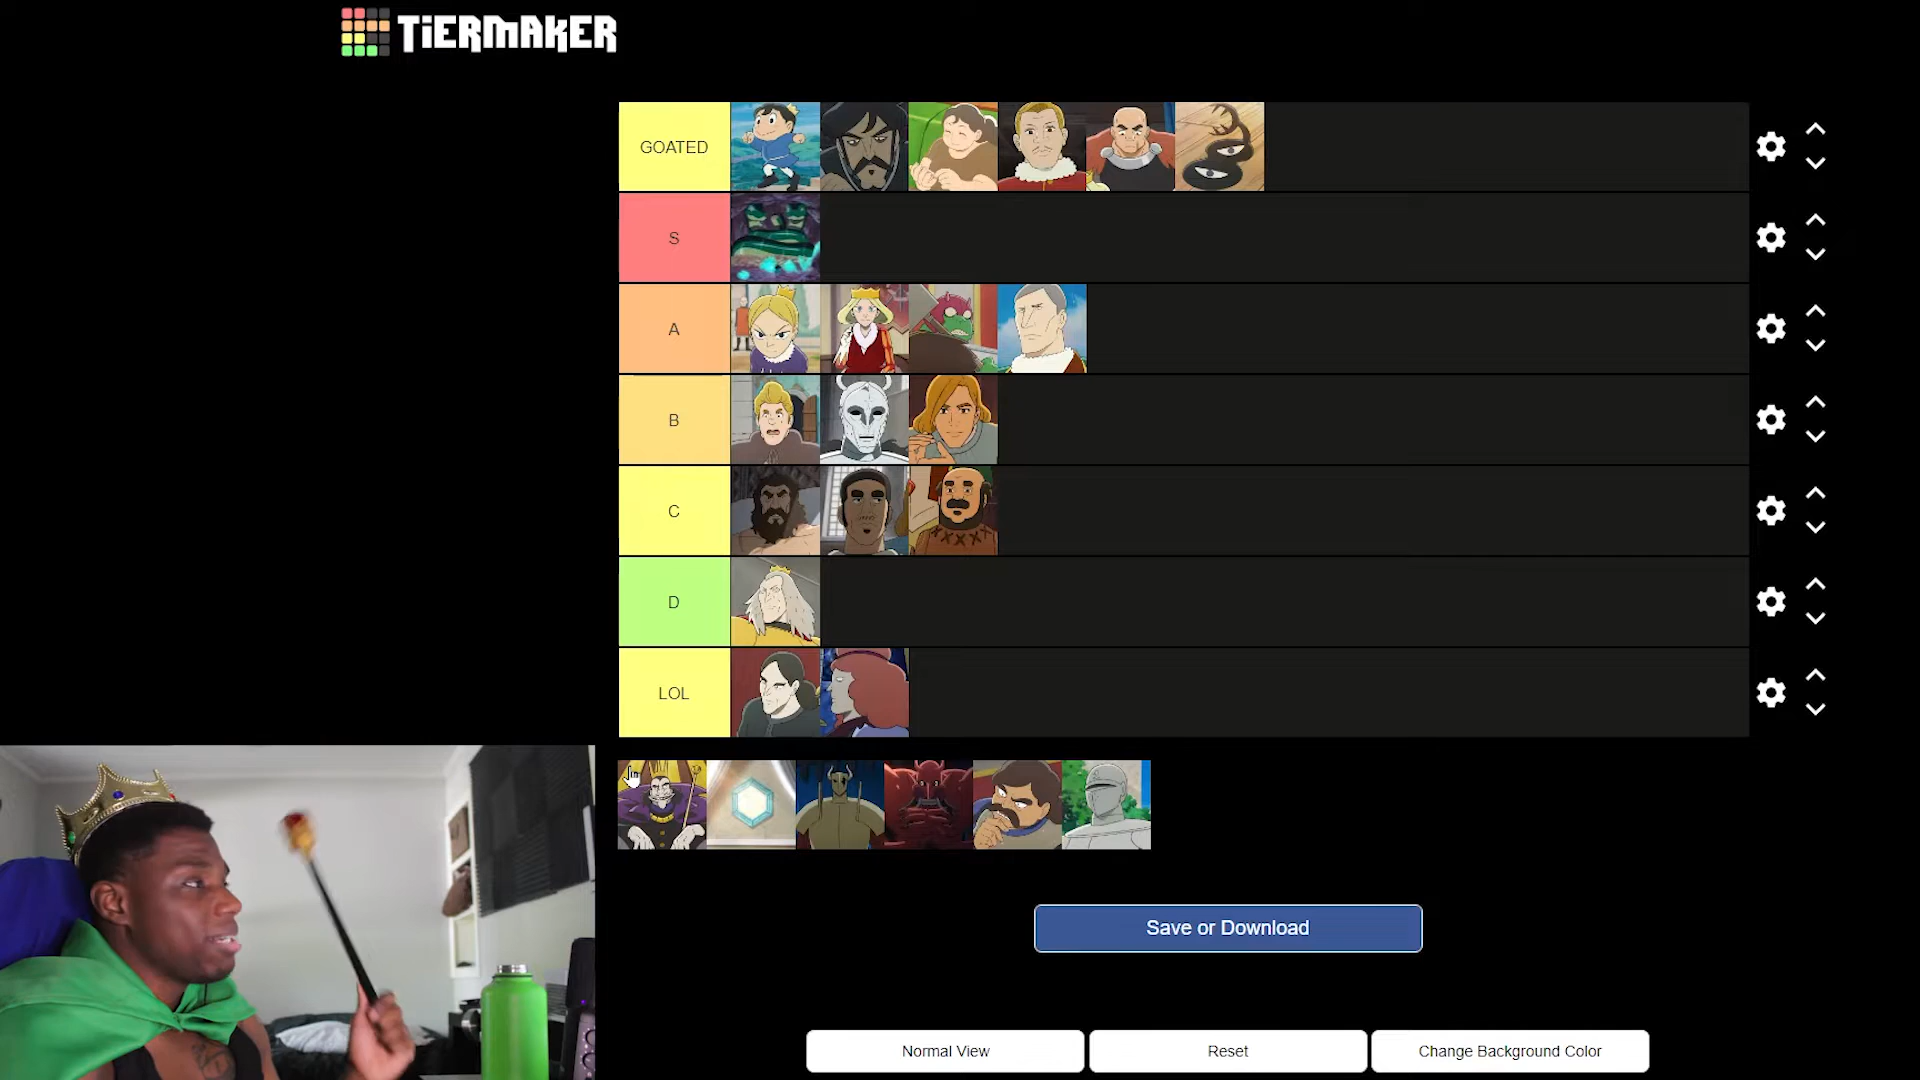 TiERMAKER
GOATED
S
A
B
C
D
LOL
Save or Download
Normal View
Reset
Change Background Color